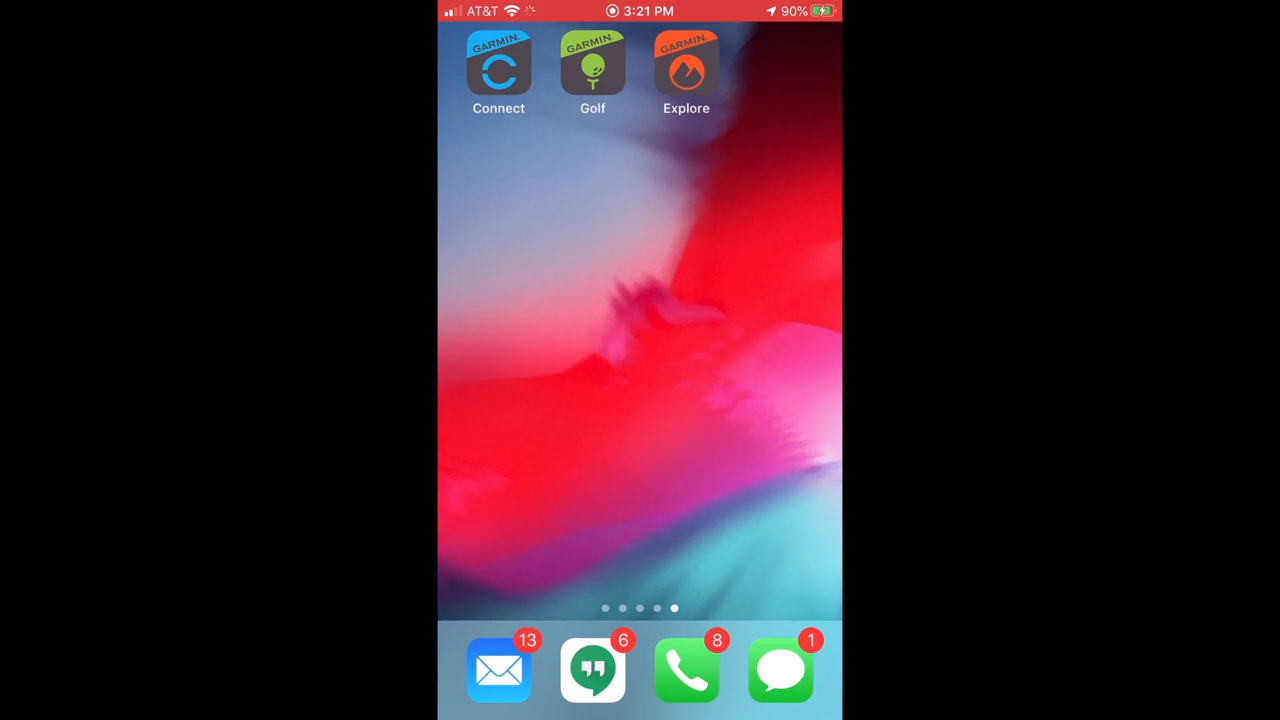 AT&T 3:21 PM 90%
GARMIN. GARMIN. GARMIN.
Connect Golf Explore
13 6 8 1